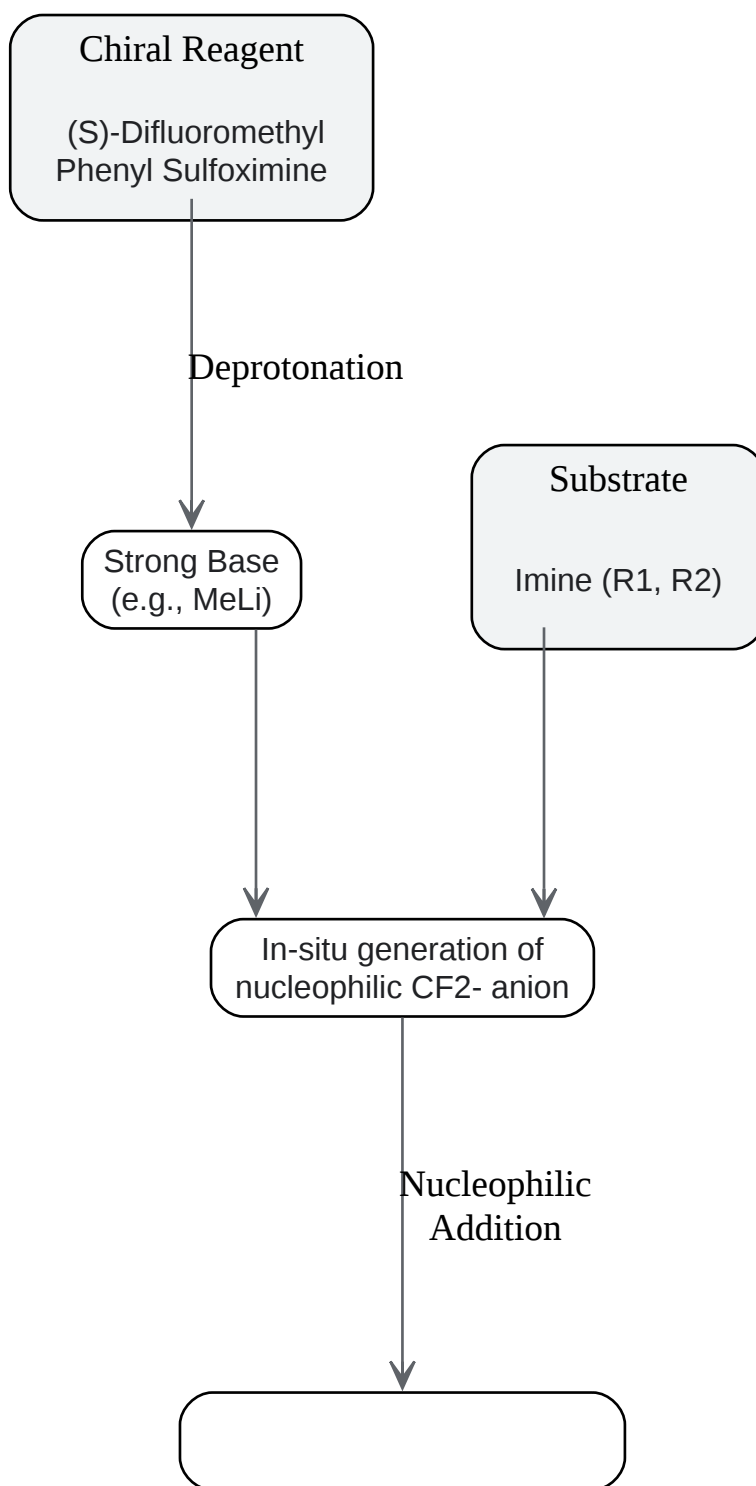 Chiral Reagent
(S)-Difluoromethyl
Phenyl Sulfoximine
Deprotonation
Substrate
Strong Base
(e.g., MeLi)
Imine (R1, R2)
In-situ generation of
nucleophilic CF2- anion
Nucleophilic
Addition